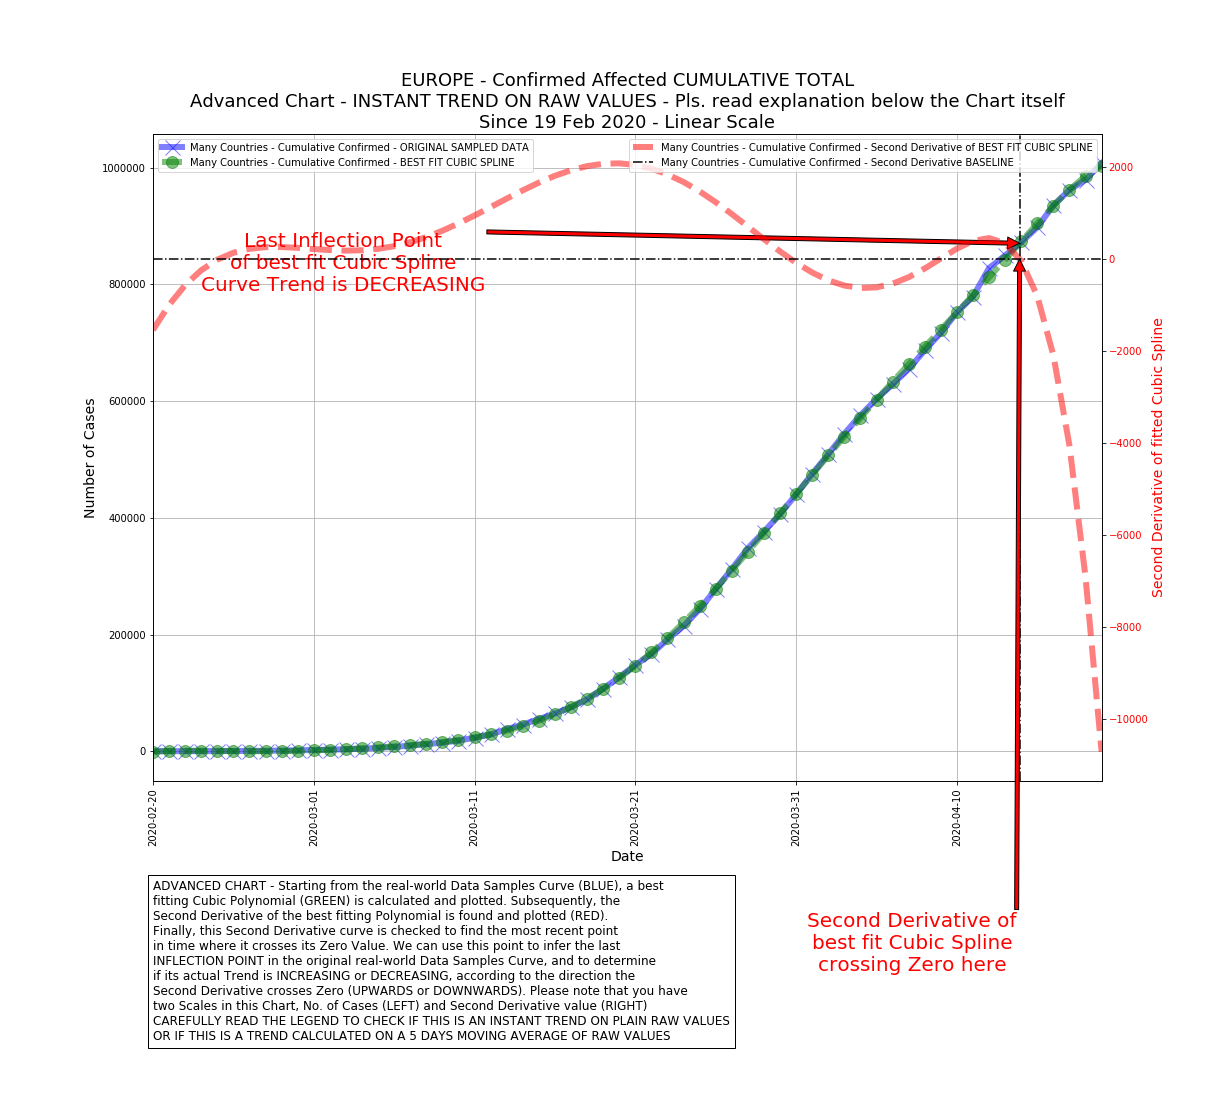 EUROPE - Confirmed Affected CUMULATIVE TOTAL
Advanced Chart - INSTANT TREND ON RAW VALUES - Pls. read explanation below the Chart itself
Since 19 Feb 2020 - Linear Scale
Many Countries - Cumulative Confirmed - ORIGINAL SAMPLED DATA
Many Countries - Cumulative Confirmed - BEST FIT CUBIC SPLINE
Many Countries - Cumulative Confirmed - Second Derivative of BEST FIT CUBIC SPLINE
Many Countries - Cumulative Confirmed - Second Derivative BASELINE
Number of Cases
1000000
800000
600000
400000
200000
0
Last Inflection Point
of best fit Cubic Spline
Curve Trend is DECREASING
2000
0
−2000
−4000
−6000
−8000
−10000
Second Derivative of fitted Cubic Spline
2020-02-20
2020-03-01
2020-03-11
2020-03-21
2020-03-31
2020-04-10
Date
Second Derivative of
best fit Cubic Spline
crossing Zero here
ADVANCED CHART - Starting from the real-world Data Samples Curve (BLUE), a best
fitting Cubic Polynomial (GREEN) is calculated and plotted. Subsequently, the
Second Derivative of the best fitting Polynomial is found and plotted (RED).
Finally, this Second Derivative curve is checked to find the most recent point
in time where it crosses its Zero Value. We can use this point to infer the last
INFLECTION POINT in the original real-world Data Samples Curve, and to determine
if its actual Trend is INCREASING or DECREASING, according to the direction the
Second Derivative crosses Zero (UPWARDS or DOWNWARDS). Please note that you have
two Scales in this Chart, No. of Cases (LEFT) and Second Derivative value (RIGHT)
CAREFULLY READ THE LEGEND TO CHECK IF THIS IS AN INSTANT TREND ON PLAIN RAW VALUES
OR IF THIS IS A TREND CALCULATED ON A 5 DAYS MOVING AVERAGE OF RAW VALUES